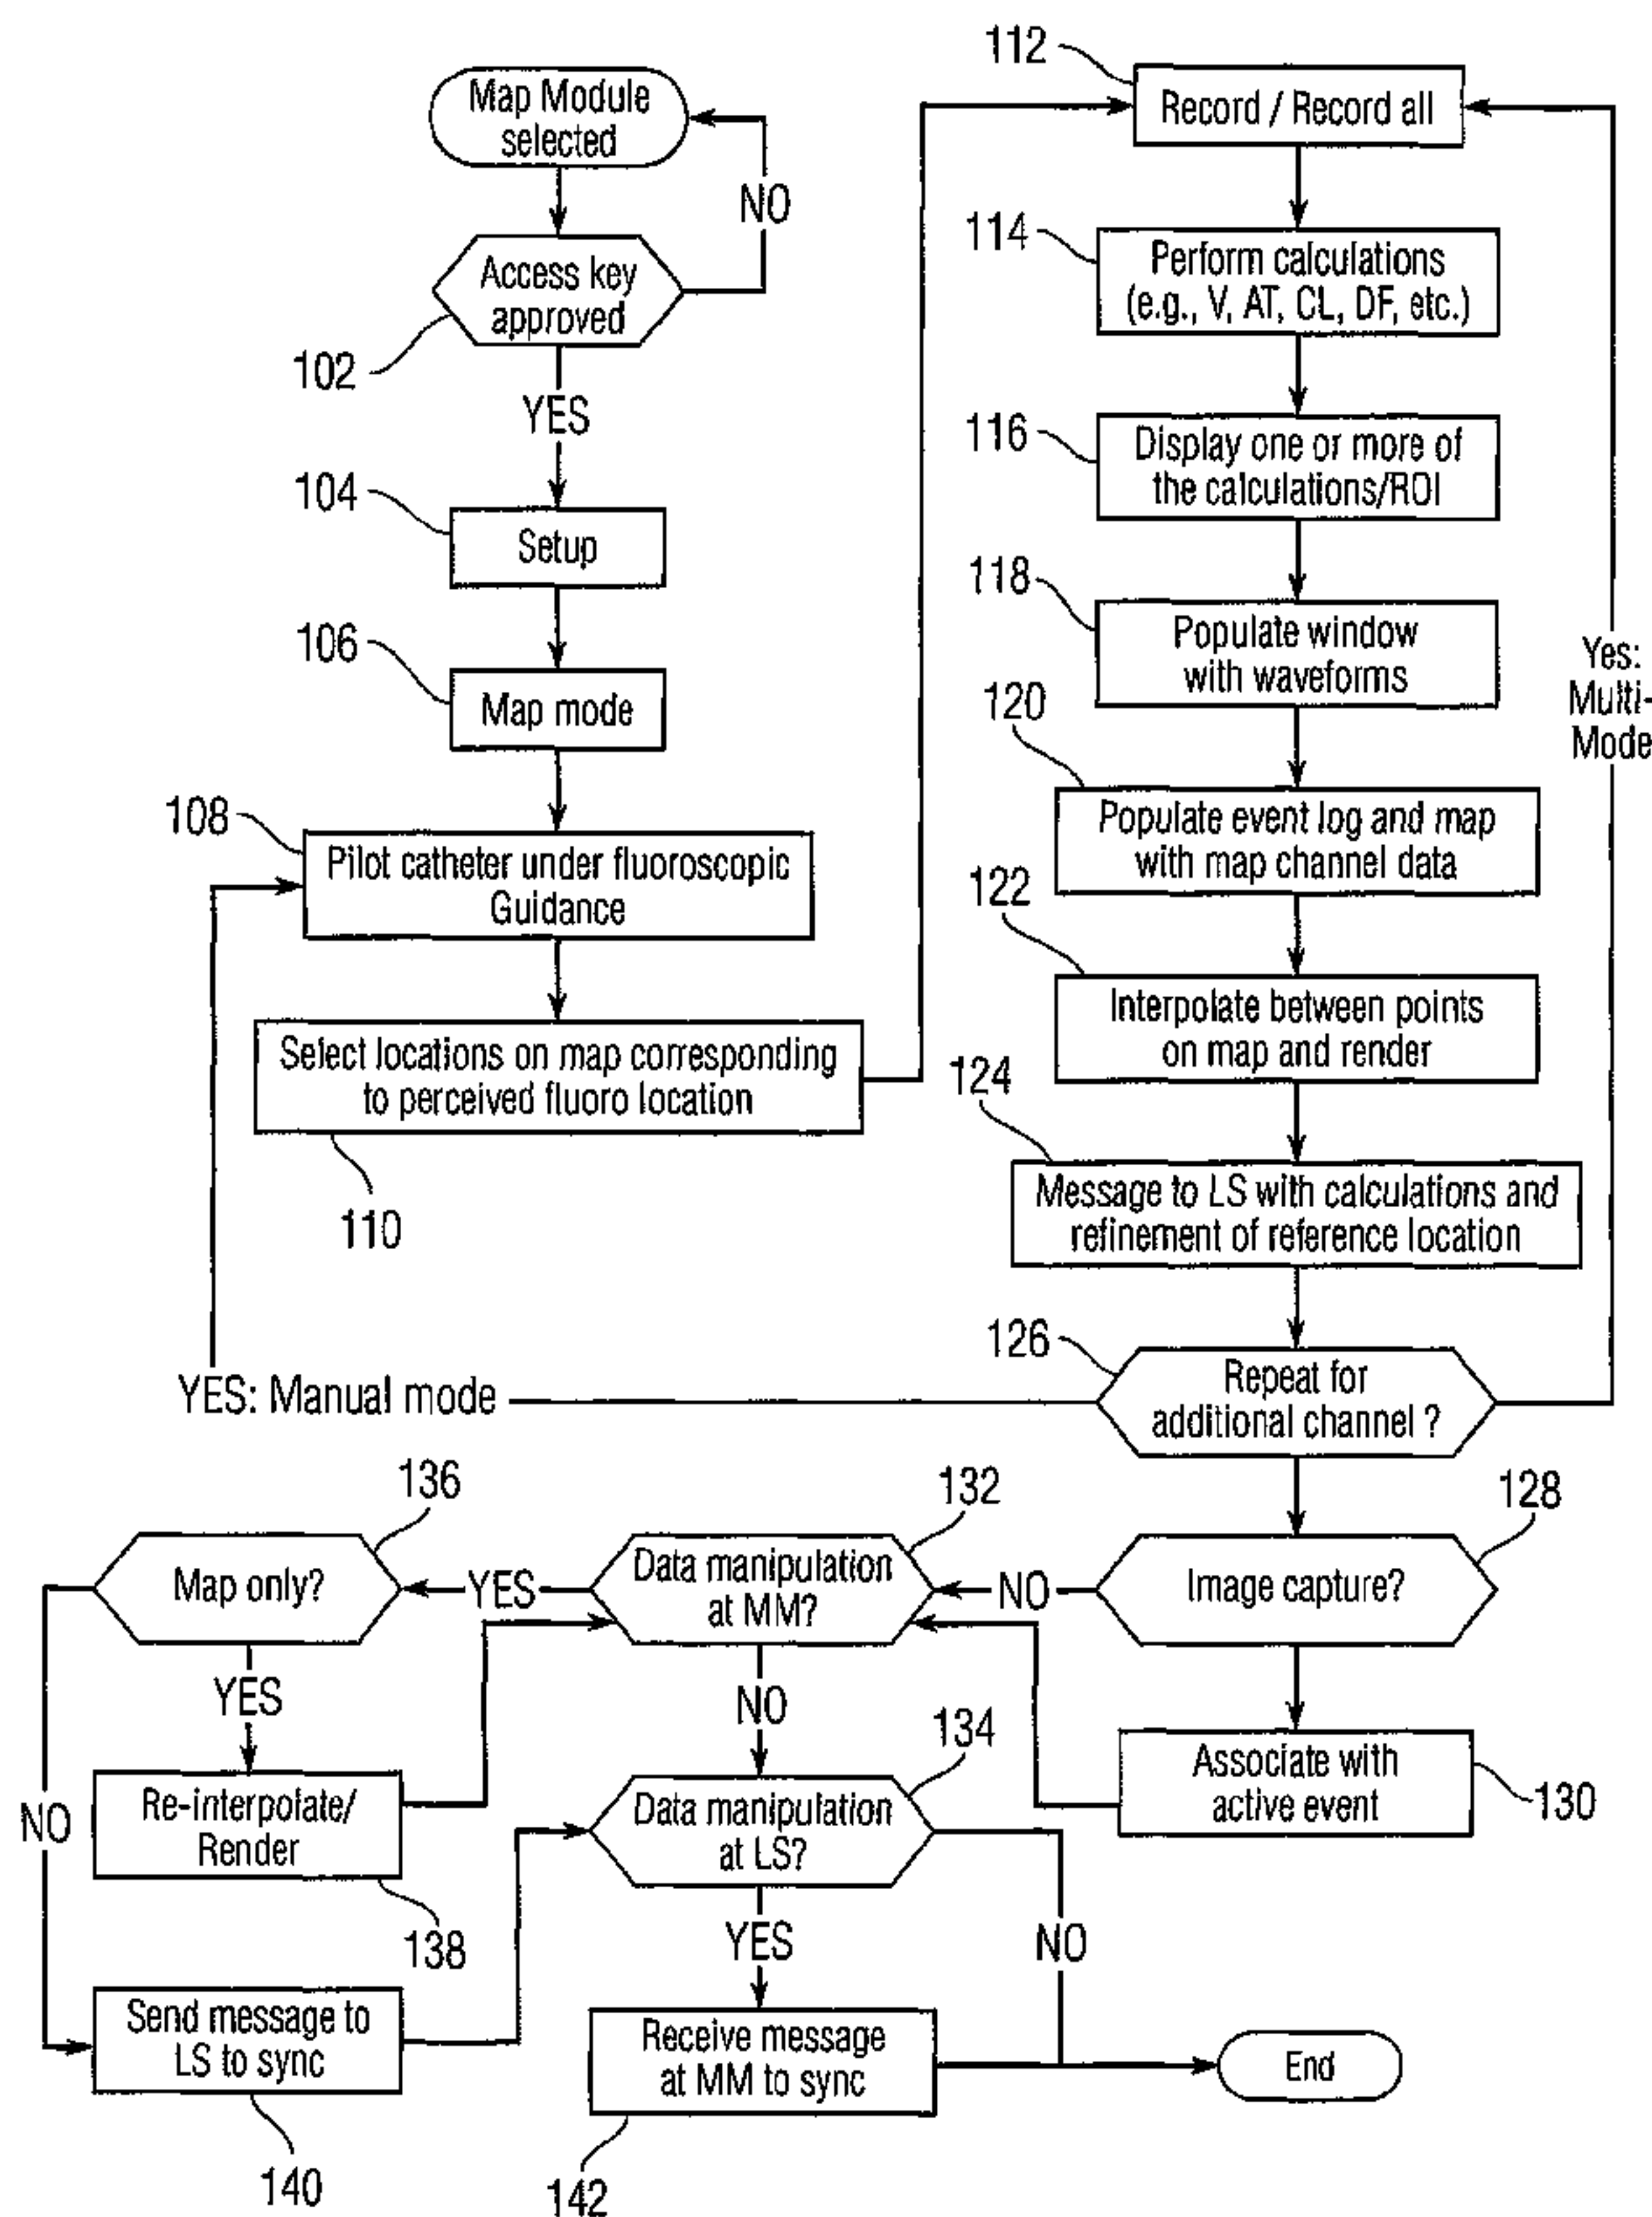 Map Module
selected
NO
Access key
approved
102
YES
104
Setup
106
Map mode
108
Pilot catheter under fluoroscopic
Guidance
Select locations on map corresponding
to perceived fluoro location
110
112
Record / Record all
114
Perform calculations
(e.g., V, AT, CL, DF, etc.)
116
Display one or more of
the calculations/ROI
118
Populate window
with waveforms
Yes:
Multi-
Mode
120
Populate event log and map
with map channel data
122
Interpolate between points
on map and render
124
Message to LS with calculations and
refinement of reference location
126
Repeat for
additional channel ?
YES: Manual mode
128
Image capture?
NO
130
Associate with
active event
132
Data manipulation
at MM?
YES
NO
136
Map only?
YES
NO
Re-interpolate/
Render
138
134
Data manipulation
at LS?
YES
NO
Send message to
LS to sync
140
Receive message
at MM to sync
142
End